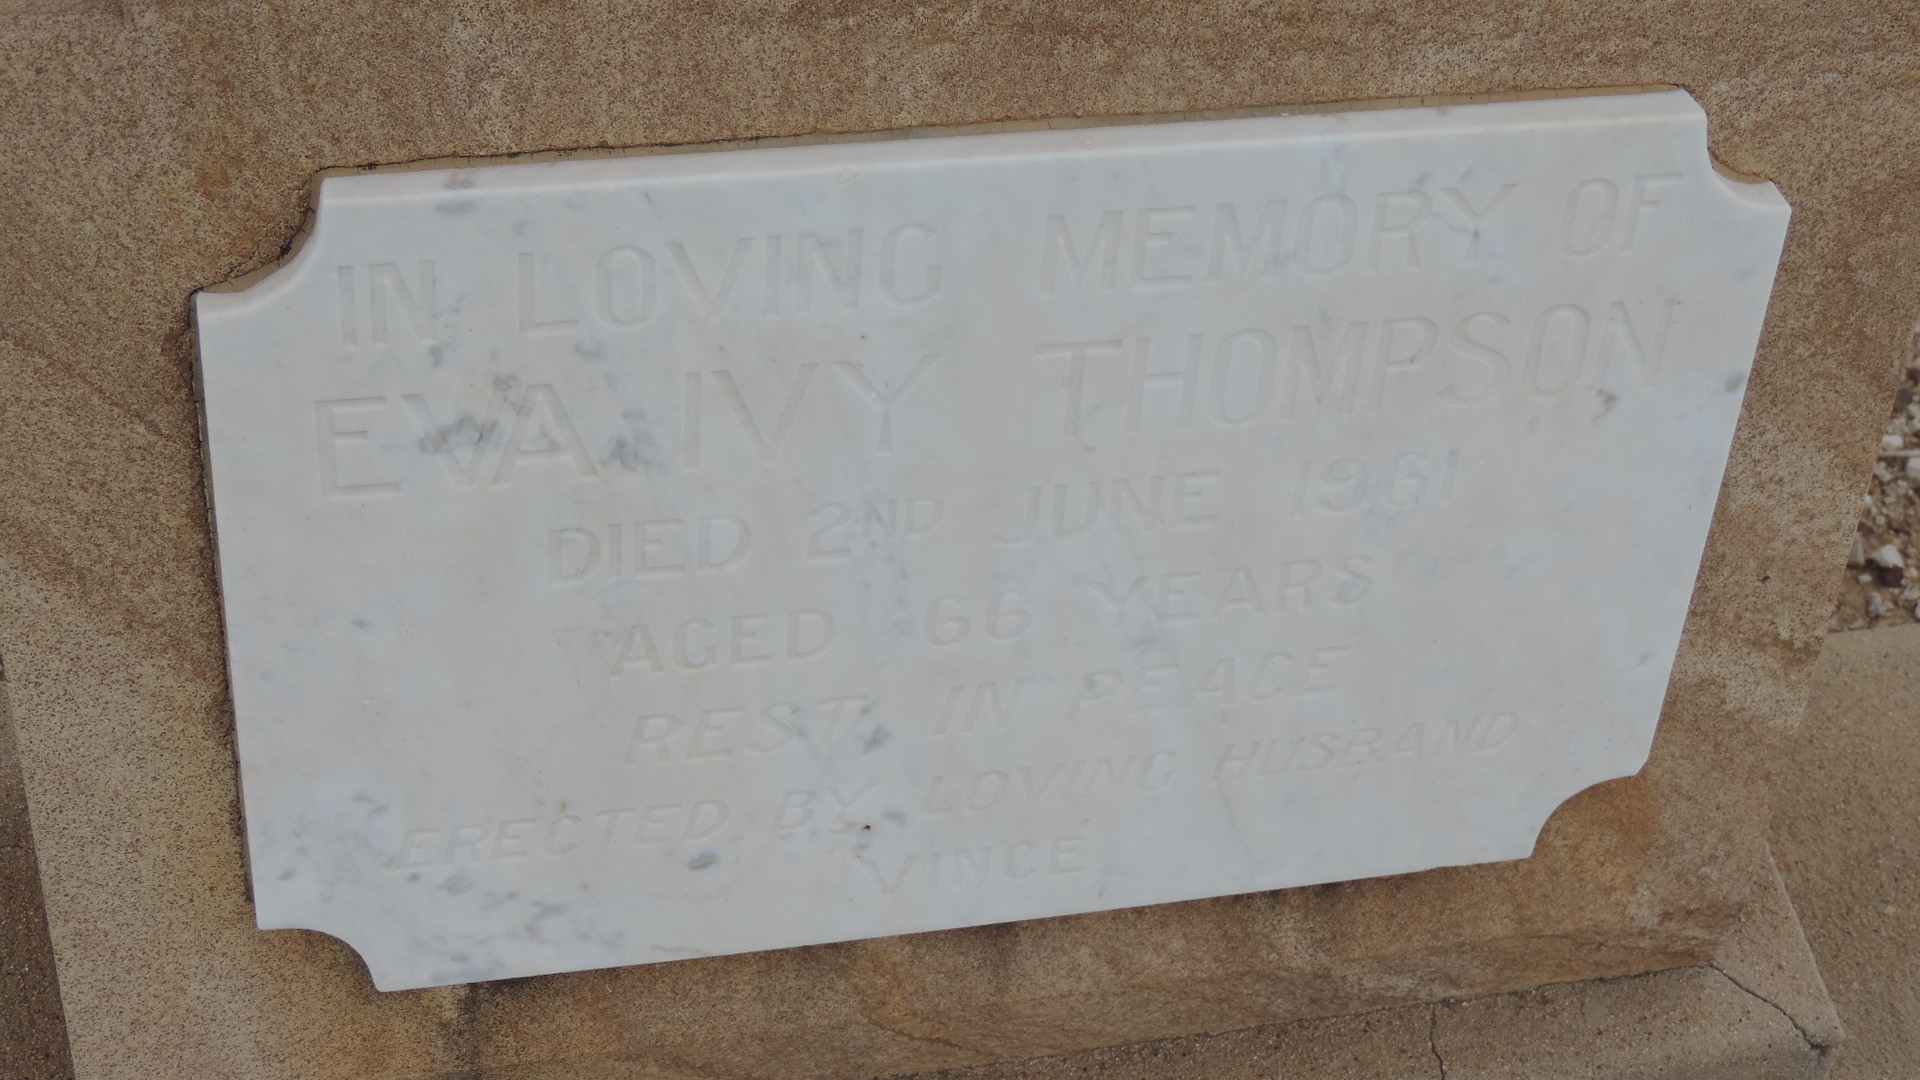 IN LOVING MEMORY OF
EVA IVY THOMPSON
DIED 2ND JUNE 1961
AGED 66 YEARS
REST IN PEACE
ERECTED BY LOVING HUSBAND
VINCE